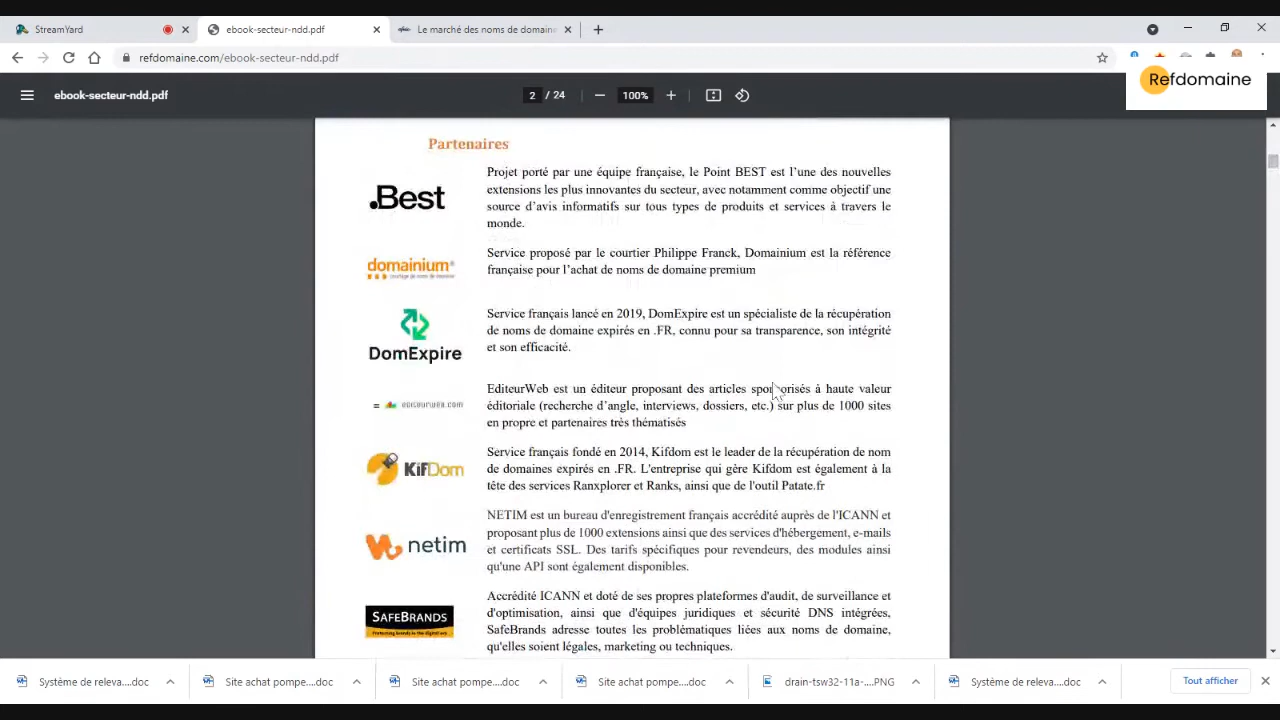 StreamYard
ebook-secteur-ndd.pdf
Le marché des noms de domaine
refdomaine.com/ebook-secteur-ndd.pdf
Refdomaine
ebook-secteur-ndd.pdf
2 / 24
100%
Partenaires
.Best
Projet porté par une équipe française, le Point BEST est l’une des nouvelles
extensions les plus innovantes du secteur, avec notamment comme objectif une
source d’avis informatifs sur tous types de produits et services à travers le
monde.
domainium
Service proposé par le courtier Philippe Franck, Domainium est la référence
française pour l’achat de noms de domaine premium
DomExpire
Service français lancé en 2019, DomExpire est un spécialiste de la récupération
de noms de domaine expirés en .FR, connu pour sa transparence, son intégrité
et son efficacité.
= editeurweb.com
EditeurWeb est un éditeur proposant des articles sponsorisés à haute valeur
éditoriale (recherche d’angle, interviews, dossiers, etc.) sur plus de 1000 sites
en propre et partenaires très thématisés
KifDom
Service français fondé en 2014, Kifdom est le leader de la récupération de nom
de domaines expirés en .FR. L'entreprise qui gère Kifdom est également à la
tête des services Ranxplorer et Ranks, ainsi que de l'outil Patate.fr
netim
NETIM est un bureau d'enregistrement français accrédité auprès de l'ICANN et
proposant plus de 1000 extensions ainsi que des services d'hébergement, e-mails
et certificats SSL. Des tarifs spécifiques pour revendeurs, des modules ainsi
qu'une API sont également disponibles.
SAFEBRANDS
Accrédité ICANN et doté de ses propres plateformes d'audit, de surveillance et
d'optimisation, ainsi que d'équipes juridiques et sécurité DNS intégrées,
SafeBrands adresse toutes les problématiques liées aux noms de domaine,
qu'elles soient légales, marketing ou techniques.
Système de releva....doc
Site achat pompe....doc
Site achat pompe....doc
Site achat pompe....doc
drain-tsw32-11a-....PNG
Système de releva....doc
Tout afficher